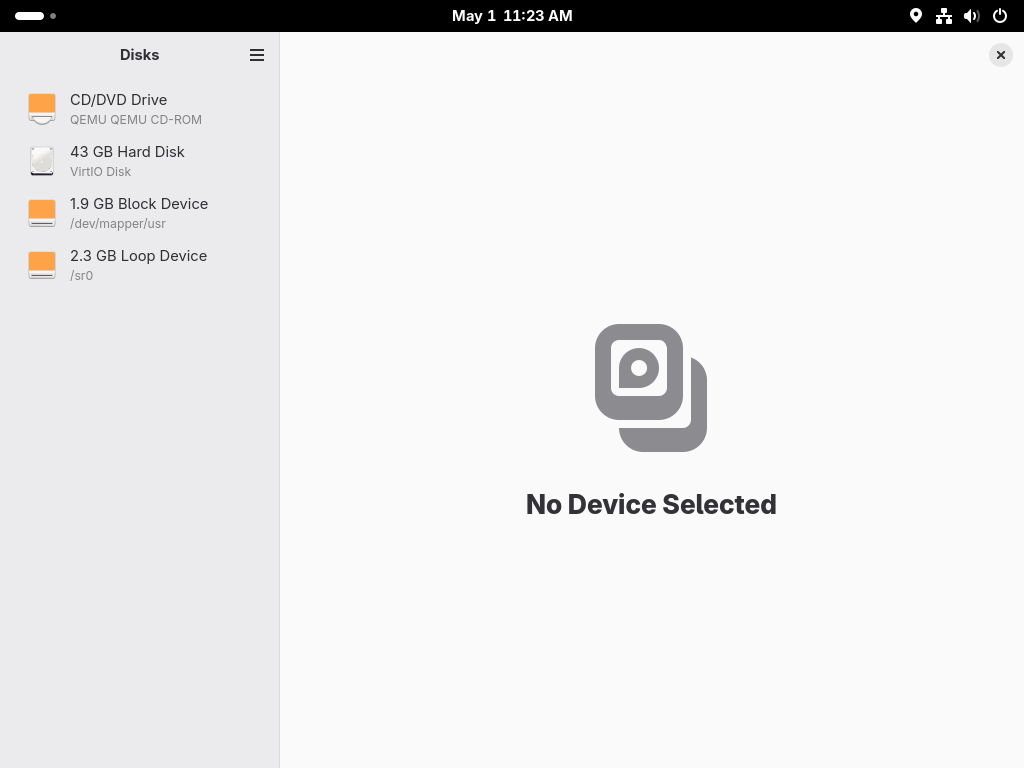 May 1  11:23 AM
Disks
CD/DVD Drive
QEMU QEMU CD-ROM
43 GB Hard Disk
VirtIO Disk
1.9 GB Block Device
/dev/mapper/usr
2.3 GB Loop Device
/sr0
No Device Selected